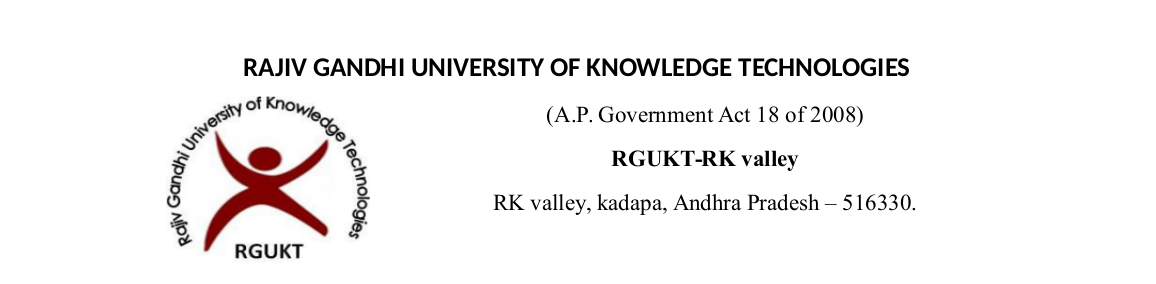 RAJIV GANDHI UNIVERSITY OF KNOWLEDGE TECHNOLOGIES
Rajiv Gandhi University of Knowledge Technologies
RGUKT
(A.P. Government Act 18 of 2008)
RGUKT-RK valley
RK valley, kadapa, Andhra Pradesh – 516330.